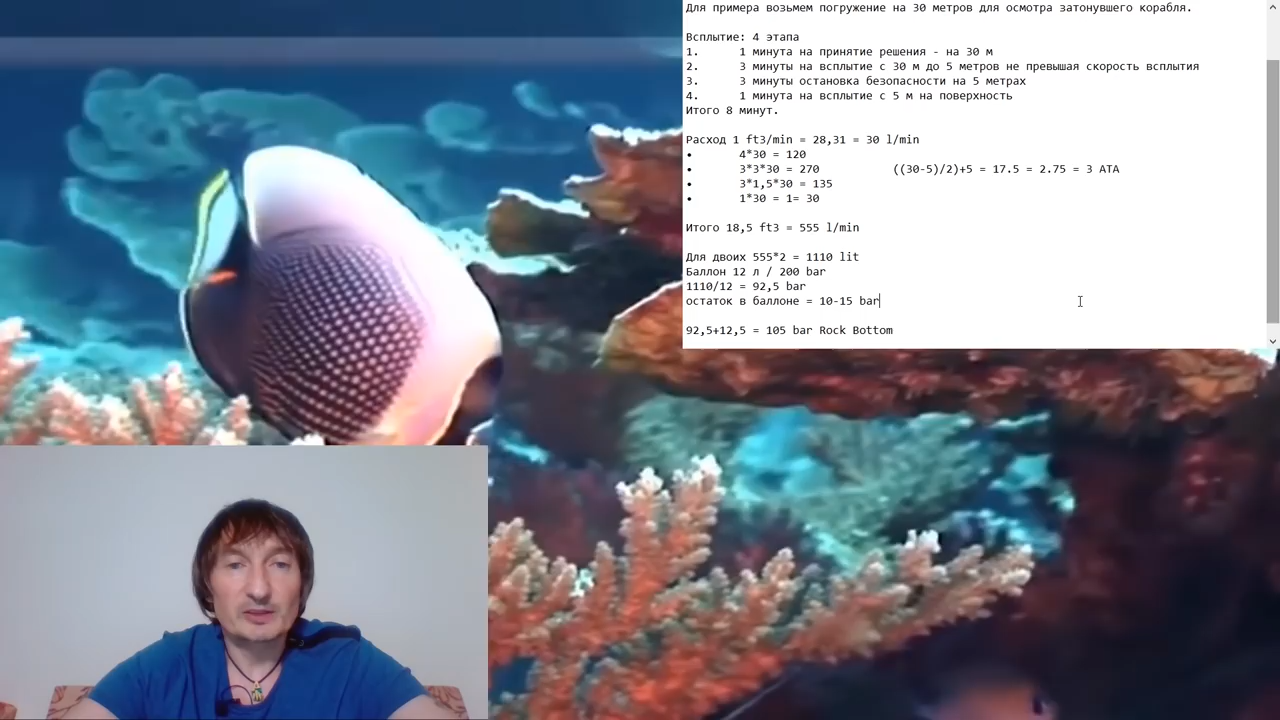 Для примера возьмем погружение на 30 метров для осмотра затонувшего корабля.
Всплытие: 4 этапа
1. 1 минута на принятие решения - на 30 м
2. 3 минуты на всплытие с 30 м до 5 метров не превышая скорость всплытия
3. 3 минуты остановка безопасности на 5 метрах
4. 1 минута на всплытие с 5 м на поверхность
Итого 8 минут.
Расход 1 ft3/min = 28,31 = 30 l/min
• 4*30 = 120
• 3*3*30 = 270 ((30-5)/2)+5 = 17.5 = 2.75 = 3 ATA
• 3*1,5*30 = 135
• 1*30 = 1= 30
Итого 18,5 ft3 = 555 l/min
Для двоих 555*2 = 1110 lit
Баллон 12 л / 200 bar
1110/12 = 92,5 bar
остаток в баллоне = 10-15 bar
92,5+12,5 = 105 bar Rock Bottom